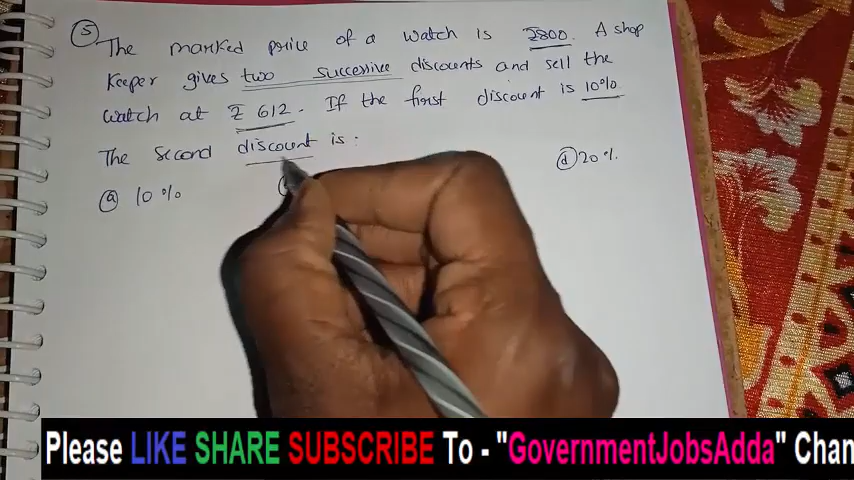 5 The marked price of a watch is ₹800. A shop
keeper gives two successive discounts and sell the
watch at ₹ 612. If the first discount is 10%
The second discount is.
(a) 10 % (d) 20 %.
Please LIKE SHARE SUBSCRIBE To - "GovernmentJobsAdda" Chan